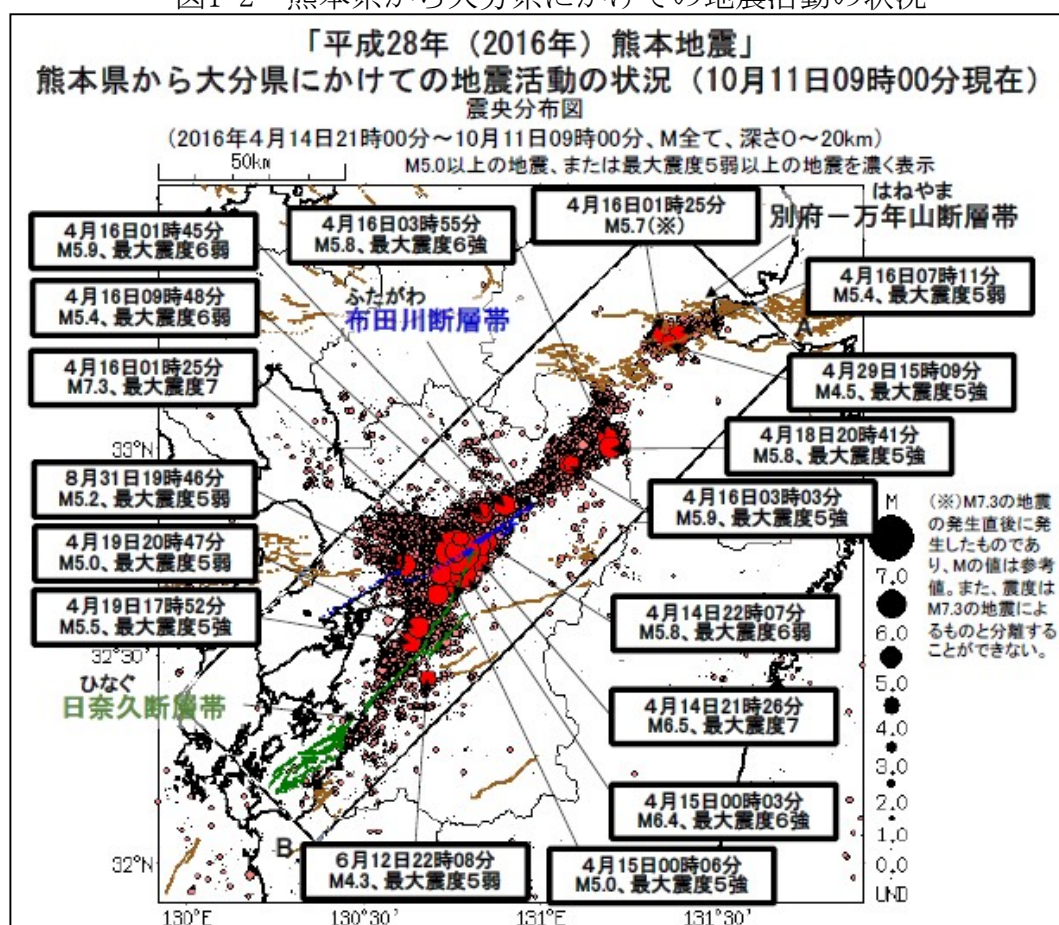 図1-2 熊本県から大分県にかけての地震活動の状況
「平成28年（2016年）熊本地震」
熊本県から大分県にかけての地震活動の状況（10月11日09時00分現在）
震央分布図
（2016年4月14日21時00分～10月11日09時00分、M全て、深さ0～20km）
50km
M5.0以上の地震、または最大震度５弱以上の地震を濃く表示
はねやま
別府－万年山断層帯
4月16日01時25分
M5.7(※)
4月16日03時55分
M5.8、最大震度６強
4月16日01時45分
M5.9、最大震度６弱
4月16日07時11分
M5.4、最大震度５弱
4月16日09時48分
M5.4、最大震度６弱
ふたがわ
布田川断層帯
A
4月16日01時25分
M7.3、最大震度７
4月29日15時09分
M4.5、最大震度５強
4月18日20時41分
M5.8、最大震度５強
33°N
8月31日19時46分
M5.2、最大震度５弱
4月16日03時03分
M5.9、最大震度５強
4月19日20時47分
M5.0、最大震度５弱
4月19日17時52分
M5.5、最大震度５強
4月14日22時07分
M5.8、最大震度６弱
32°30'
ひなぐ
日奈久断層帯
4月14日21時26分
M6.5、最大震度７
4月15日00時03分
M6.4、最大震度６強
B
6月12日22時08分
M4.3、最大震度５弱
4月15日00時06分
M5.0、最大震度５強
32°N
130°E
130°30'
131°E
131°30'
M
7.0
6.0
5.0
4.0
3.0
2.0
1.0
0.0
UND
(※)M7.3の地震
の発生直後に発
生したものであ
り、Mの値は参考
値。また、震度は
M7.3の地震によ
るものと分離する
ことができない。